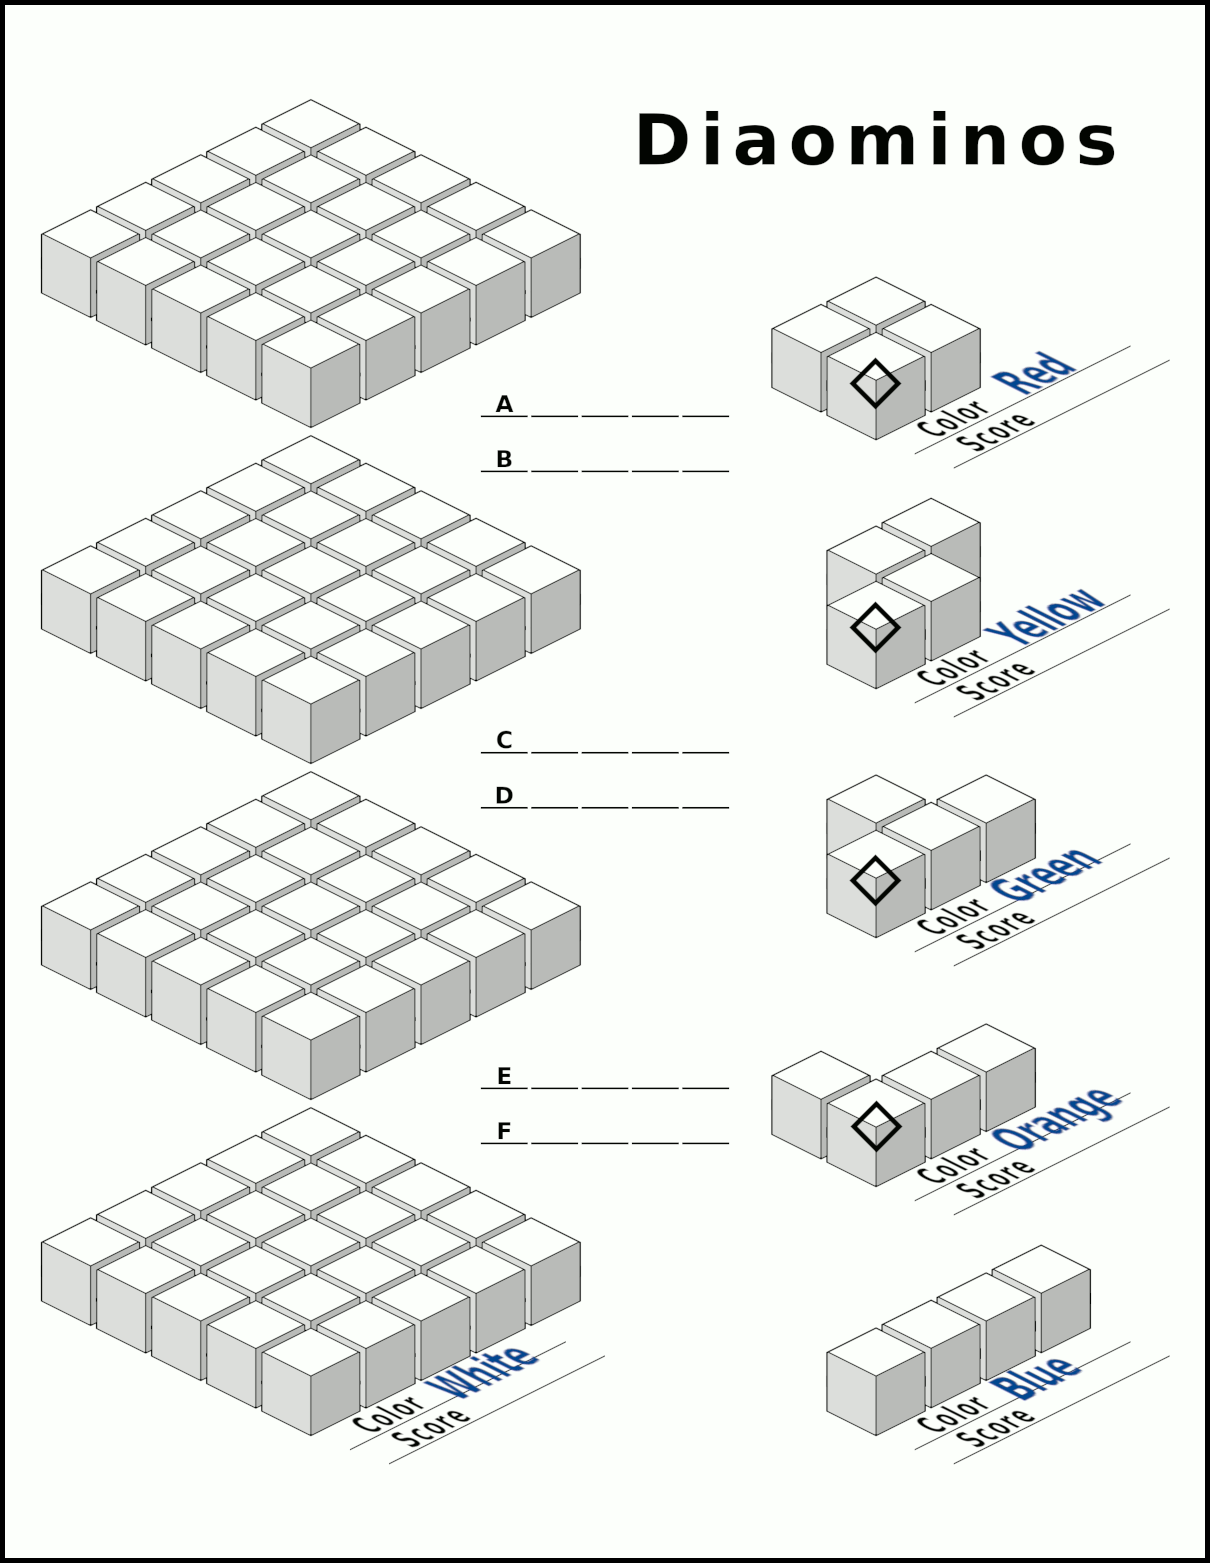 Diaominos
A
B
C
D
E
F
Color White
Score
Color Red
Score
Color Yellow
Score
Color Green
Score
Color Orange
Score
Color Blue
Score